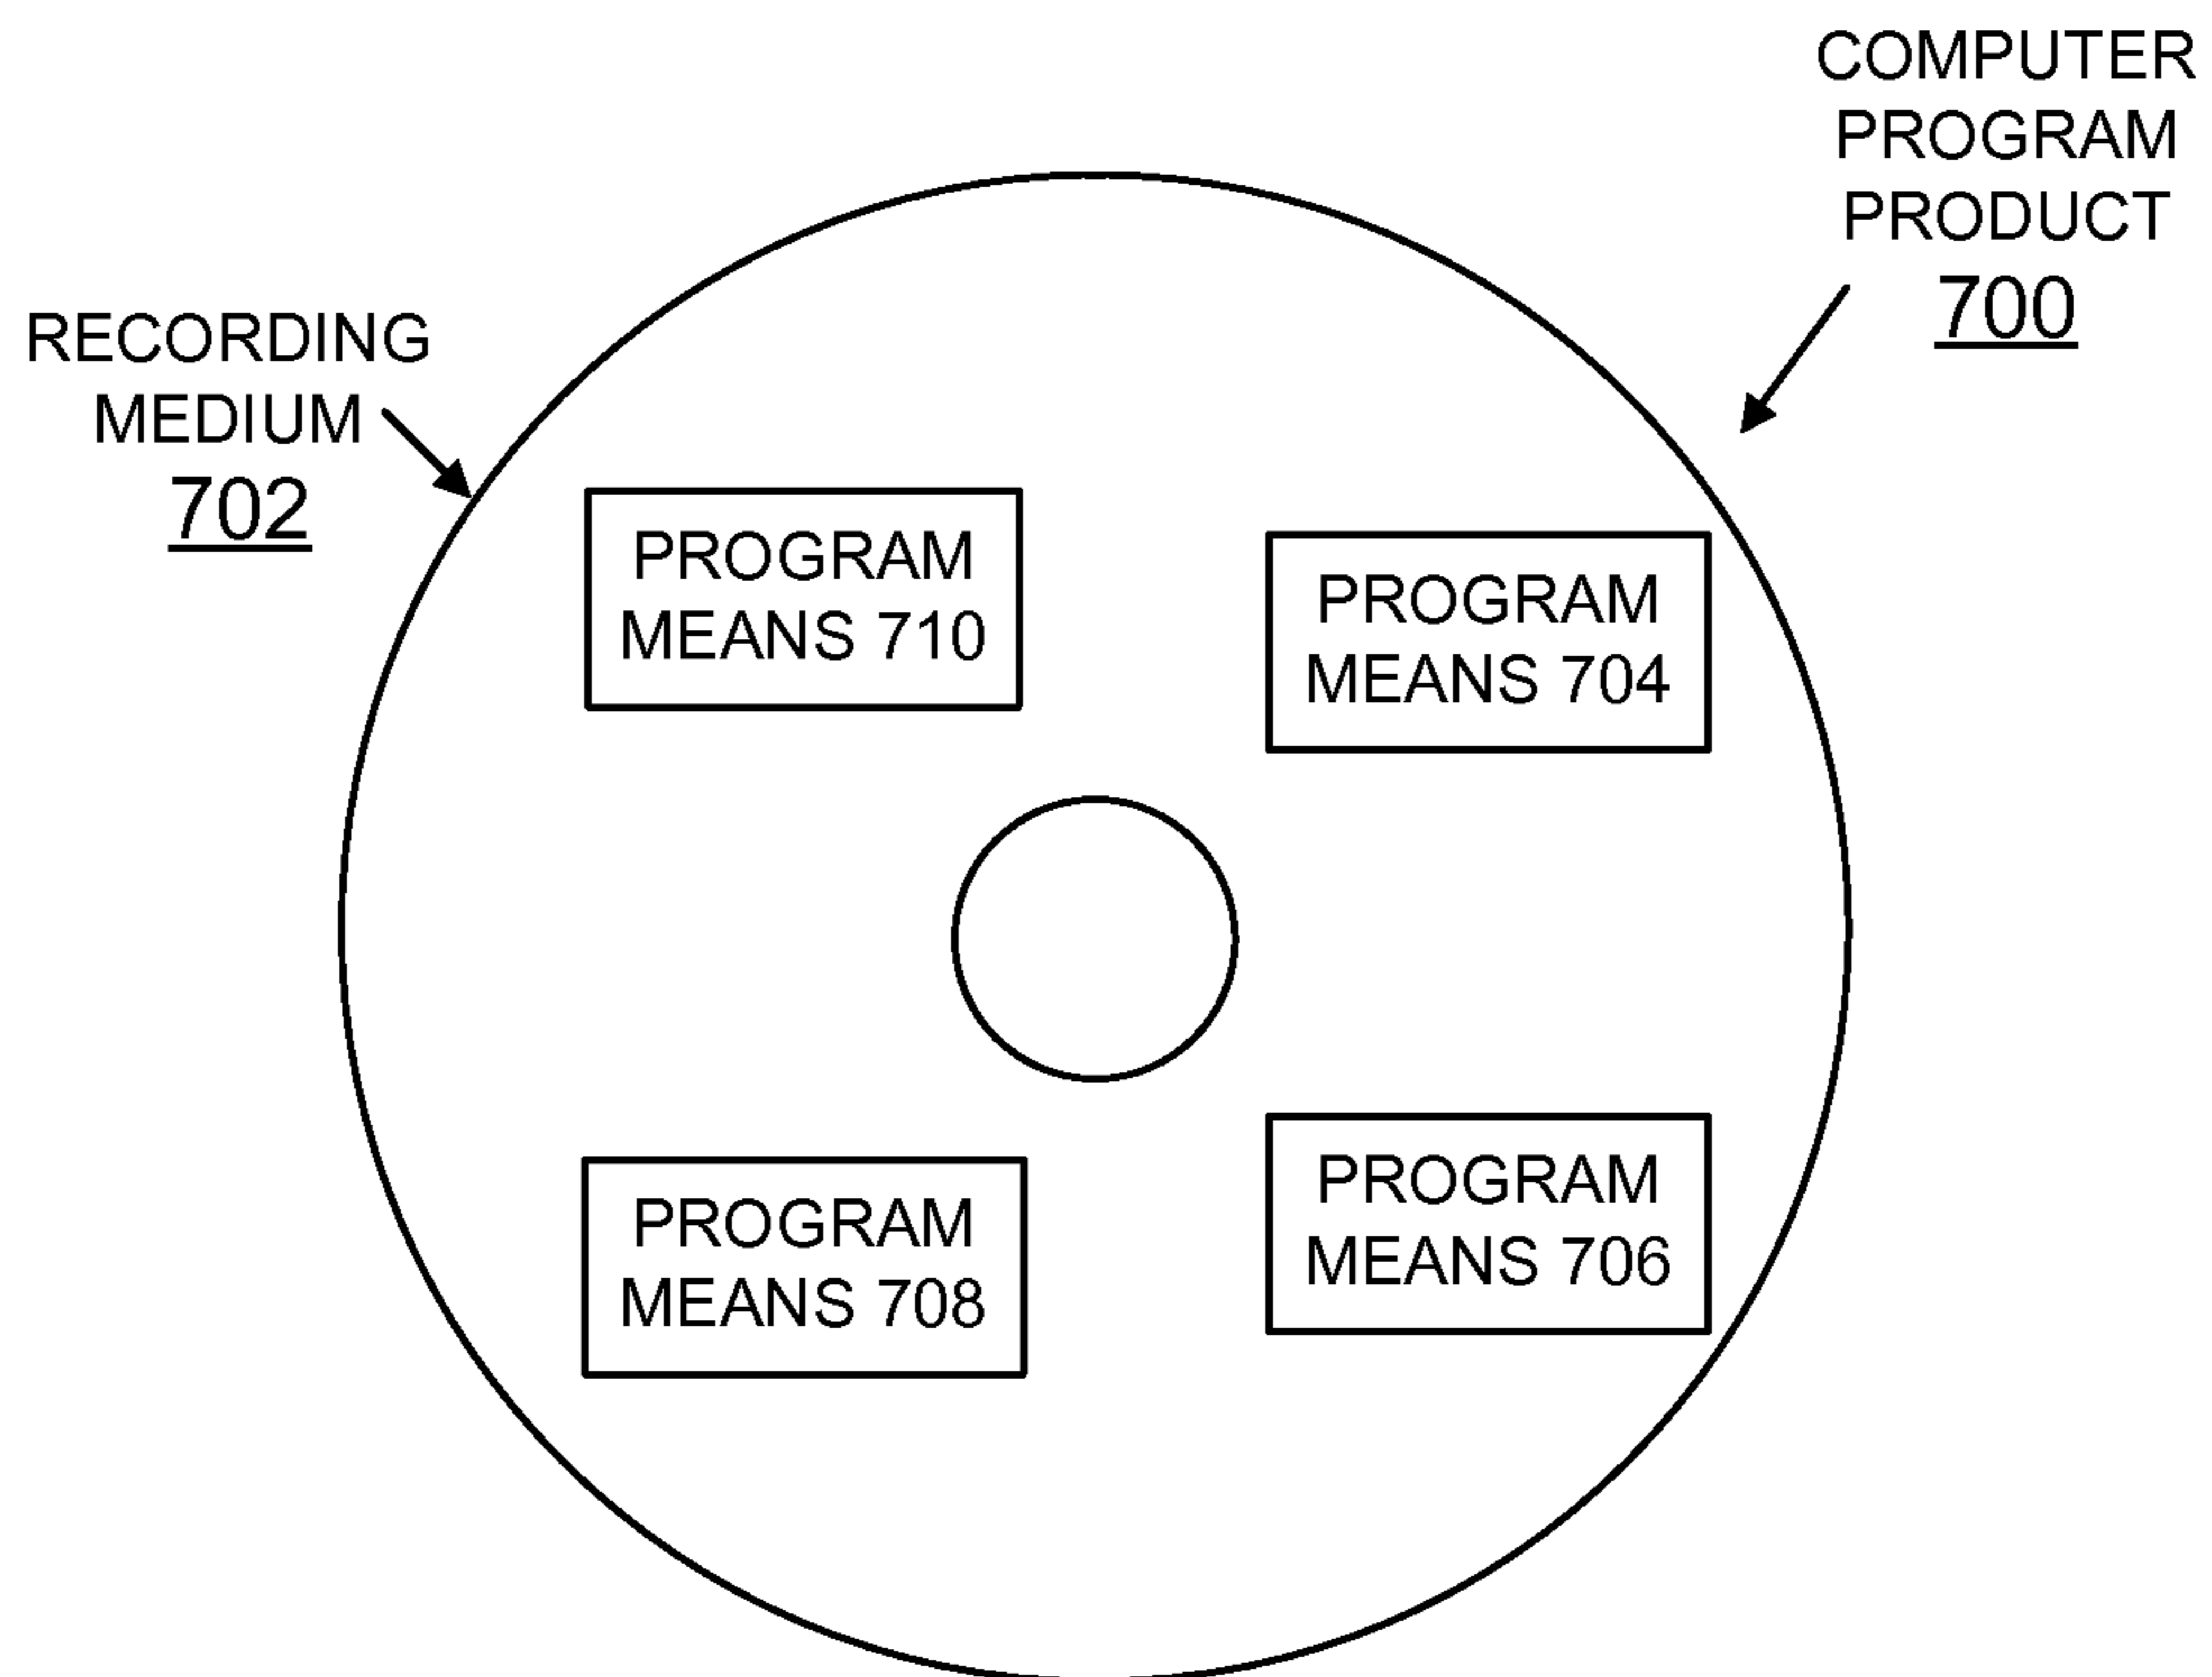 COMPUTER
PROGRAM
PRODUCT
700
RECORDING
MEDIUM
702
PROGRAM
MEANS 710
PROGRAM
MEANS 704
PROGRAM
MEANS 708
PROGRAM
MEANS 706